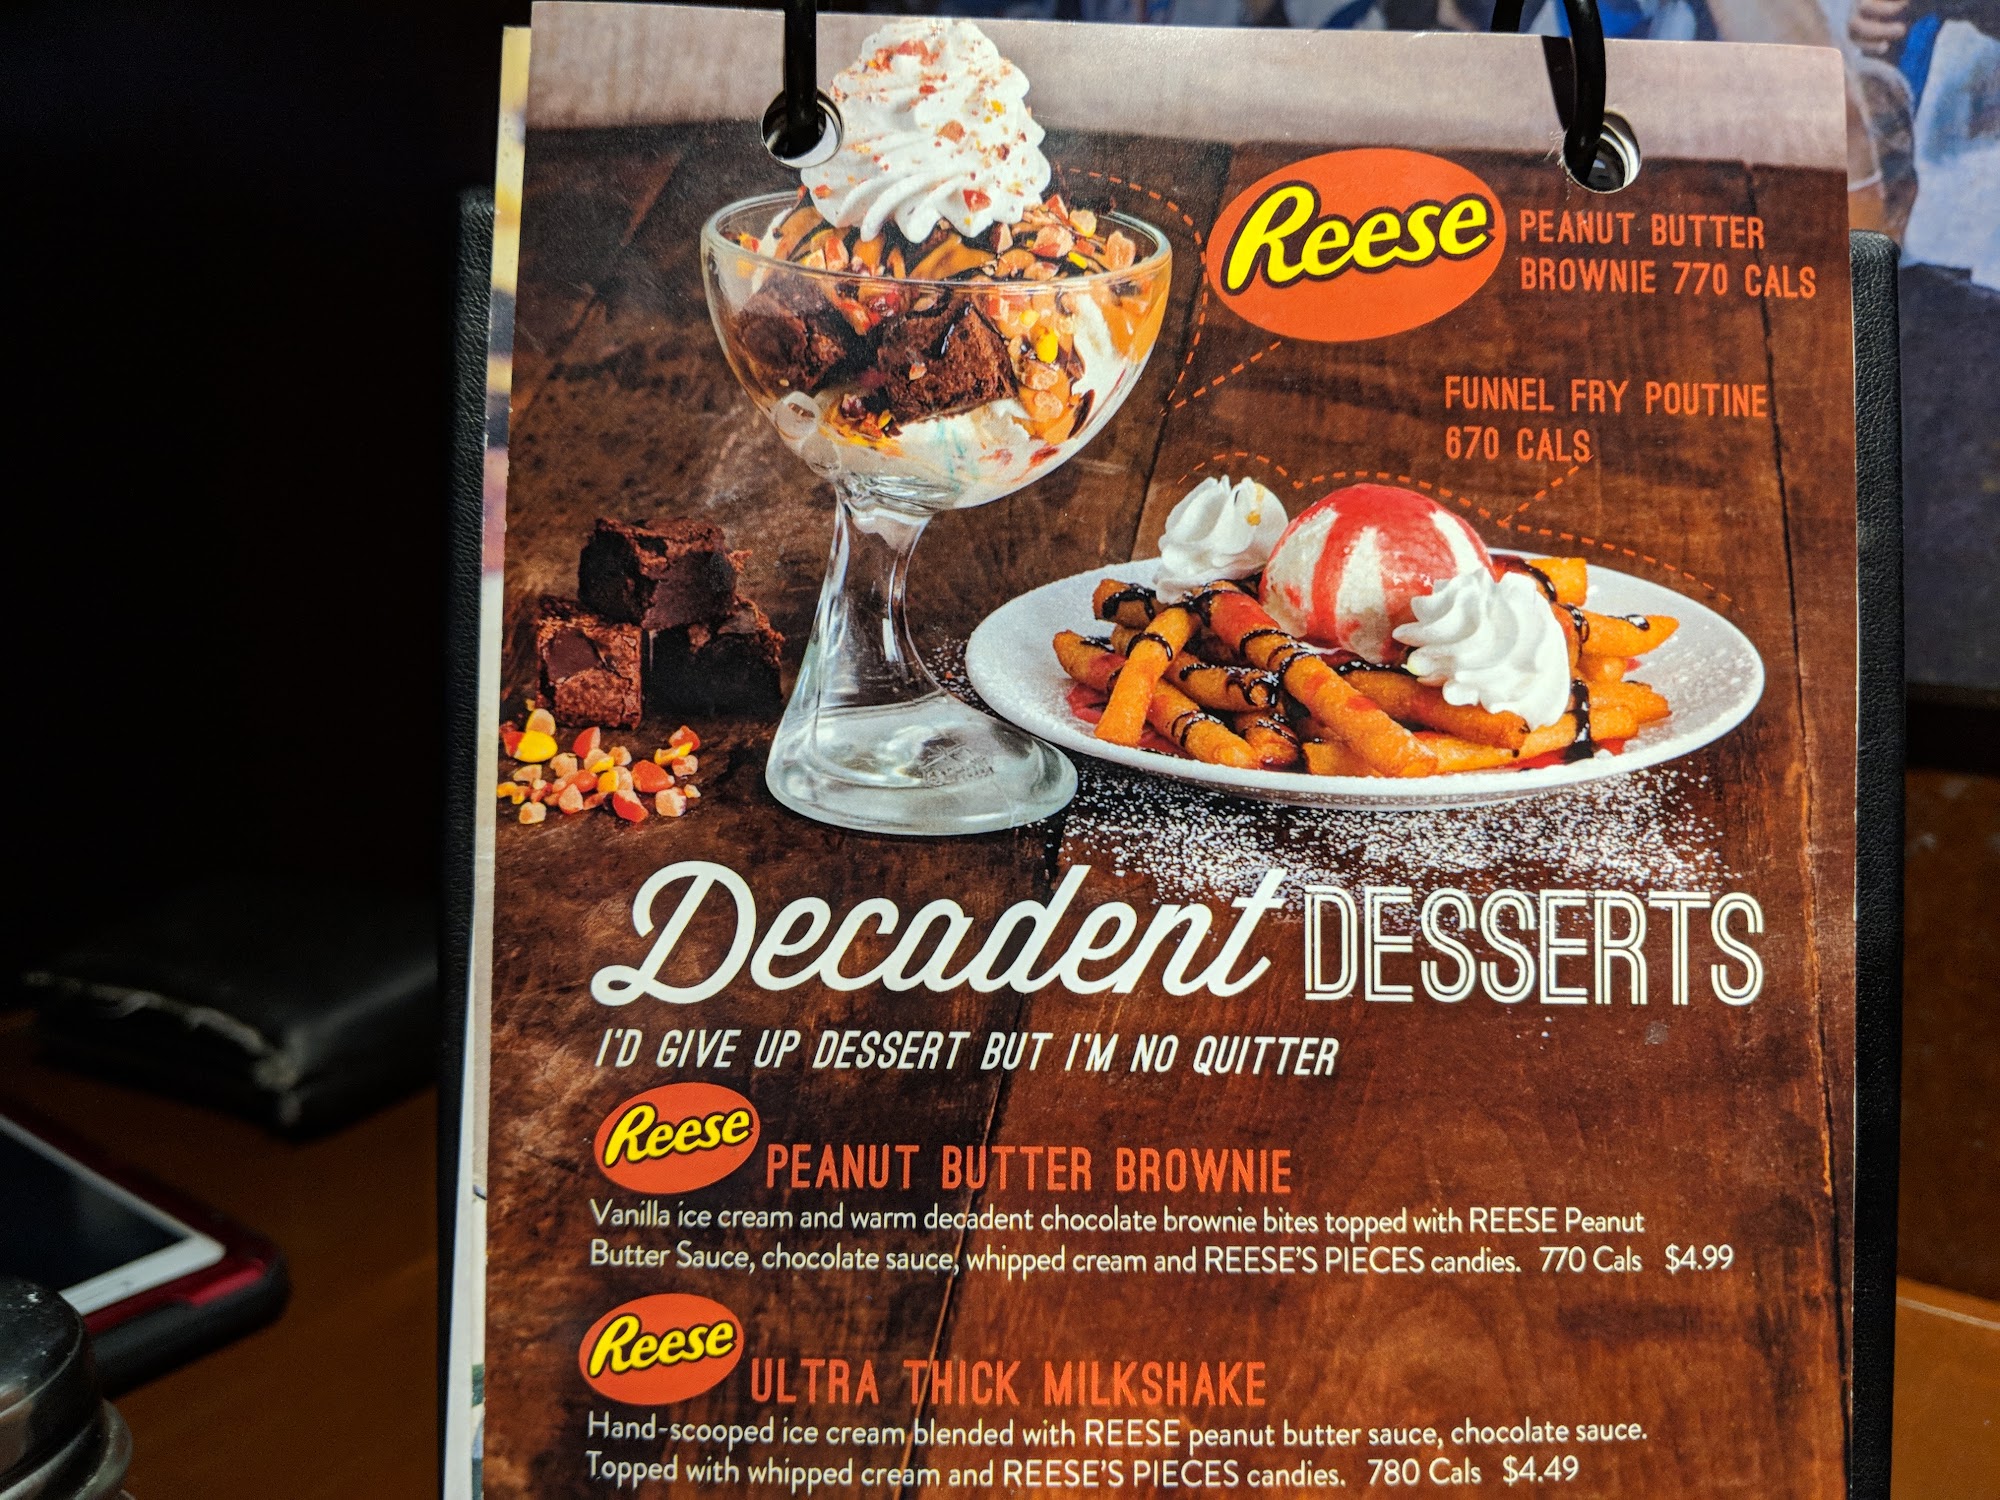 Reese PEANUT BUTTER
BROWNIE 770 CALS
FUNNEL FRY POUTINE
670 CALS
Decadent DESSERTS
I'D GIVE UP DESSERT BUT I'M NO QUITTER
Reese PEANUT BUTTER BROWNIE
Vanilla ice cream and warm decadent chocolate brownie bites topped with REESE Peanut
Butter Sauce, chocolate sauce, whipped cream and REESE'S PIECES candies. 770 Cals $4.99
Reese ULTRA THICK MILKSHAKE
Hand-scooped ice cream blended with REESE peanut butter sauce, chocolate sauce.
Topped with whipped cream and REESE'S PIECES candies. 780 Cals $4.49